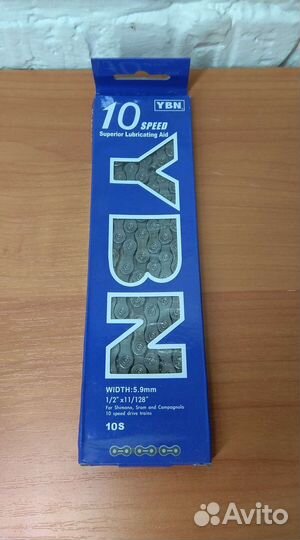 YBN
10 SPEED
Superior Lubricating Aid
YBN
WIDTH:5.9mm
1/2"x11/128"
For Shimano, Sram and Campagnolo
10 speed drive trains
10S
Avito